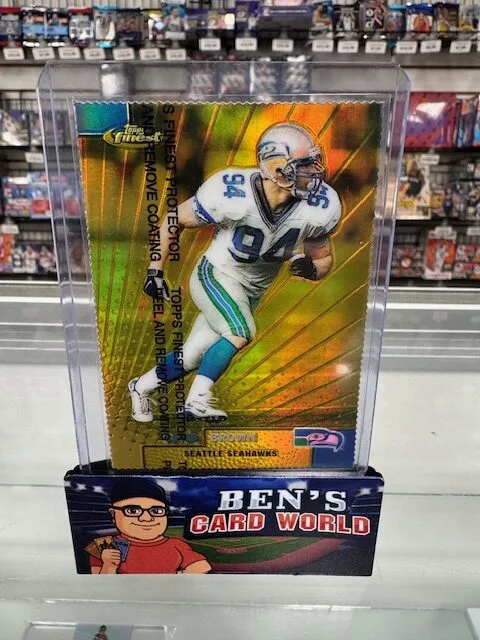 Topps
Finest
S FINEST PROTECTOR
AND REMOVE COATING
TOPPS FINEST PROTECTOR
PEEL AND REMOVE COATING
94
94
BROWN
SEATTLE SEAHAWKS
BEN'S
CARD WORLD